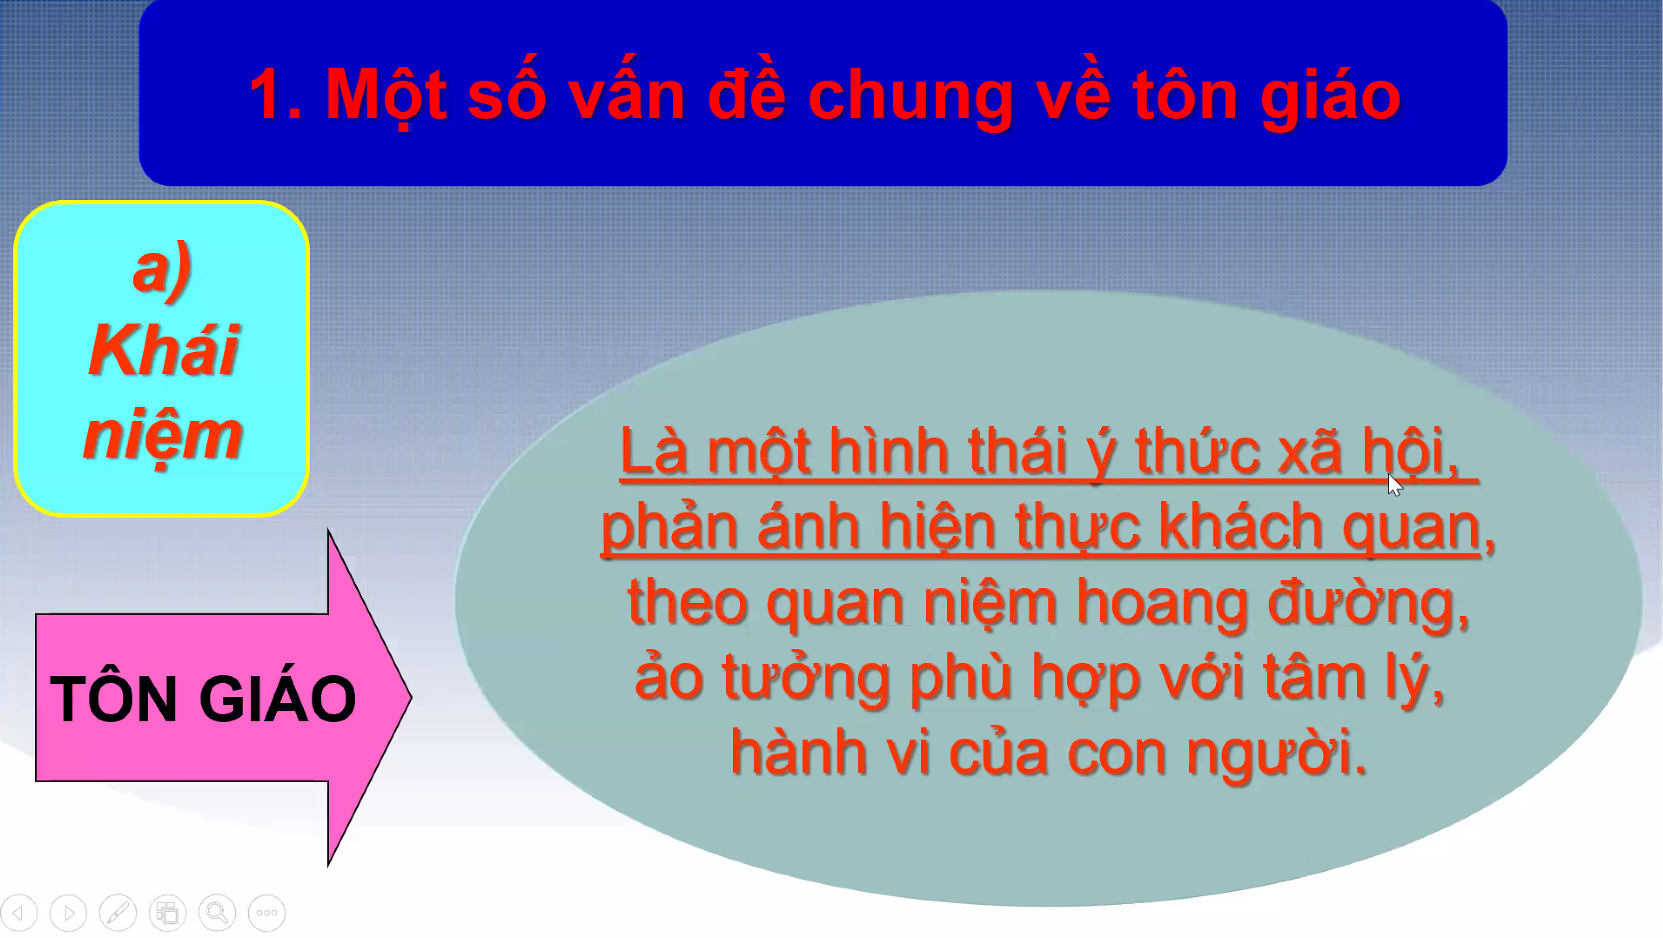 1. Một số vấn đề chung về tôn giáo
a)
Khái
niệm
TÔN GIÁO
Là một hình thái ý thức xã hội,
phản ánh hiện thực khách quan,
theo quan niệm hoang đường,
ảo tưởng phù hợp với tâm lý,
hành vi của con người.